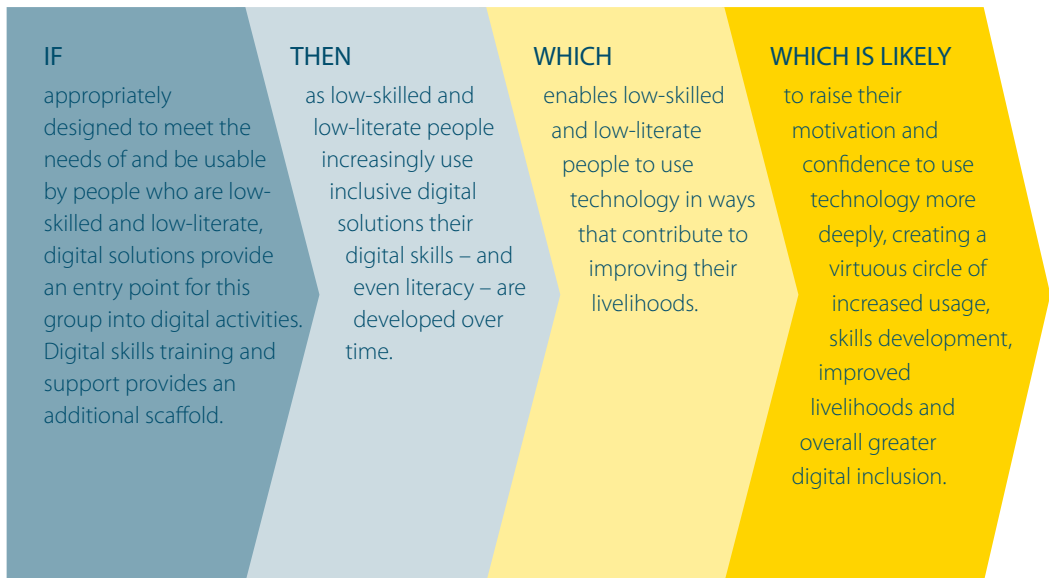 IF
appropriately
designed to meet the
needs of and be usable
by people who are low-
skilled and low-literate,
digital solutions provide
an entry point for this
group into digital activities.
Digital skills training and
support provides an
additional scaffold.
THEN
as low-skilled and
low-literate people
increasingly use
inclusive digital
solutions their
digital skills – and
even literacy – are
developed over
time.
WHICH
enables low-skilled
and low-literate
people to use
technology in ways
that contribute to
improving their
livelihoods.
WHICH IS LIKELY
to raise their
motivation and
confidence to use
technology more
deeply, creating a
virtuous circle of
increased usage,
skills development,
improved
livelihoods and
overall greater
digital inclusion.